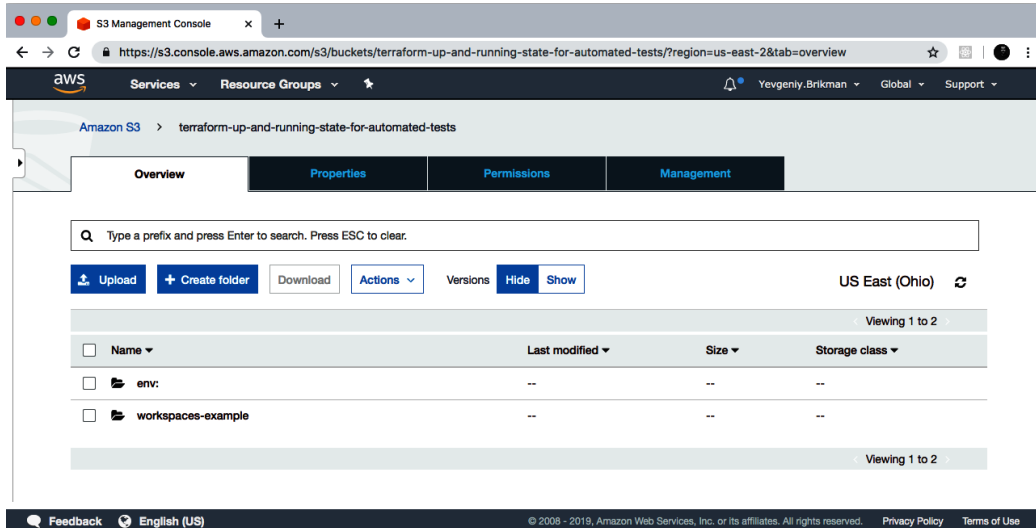 S3 Management Console
https://s3.console.aws.amazon.com/s3/buckets/terraform-up-and-running-state-for-automated-tests/?region=us-east-2&tab=overview
aws Services Resource Groups Yevgeniy.Brikman Global Support
Amazon S3 > terraform-up-and-running-state-for-automated-tests
Overview Properties Permissions Management
Type a prefix and press Enter to search. Press ESC to clear.
Upload + Create folder Download Actions Versions Hide Show US East (Ohio)
Viewing 1 to 2
Name Last modified Size Storage class
env: -- -- --
workspaces-example -- -- --
Viewing 1 to 2
Feedback English (US) © 2008 - 2019, Amazon Web Services, Inc. or its affiliates. All rights reserved. Privacy Policy Terms of Use